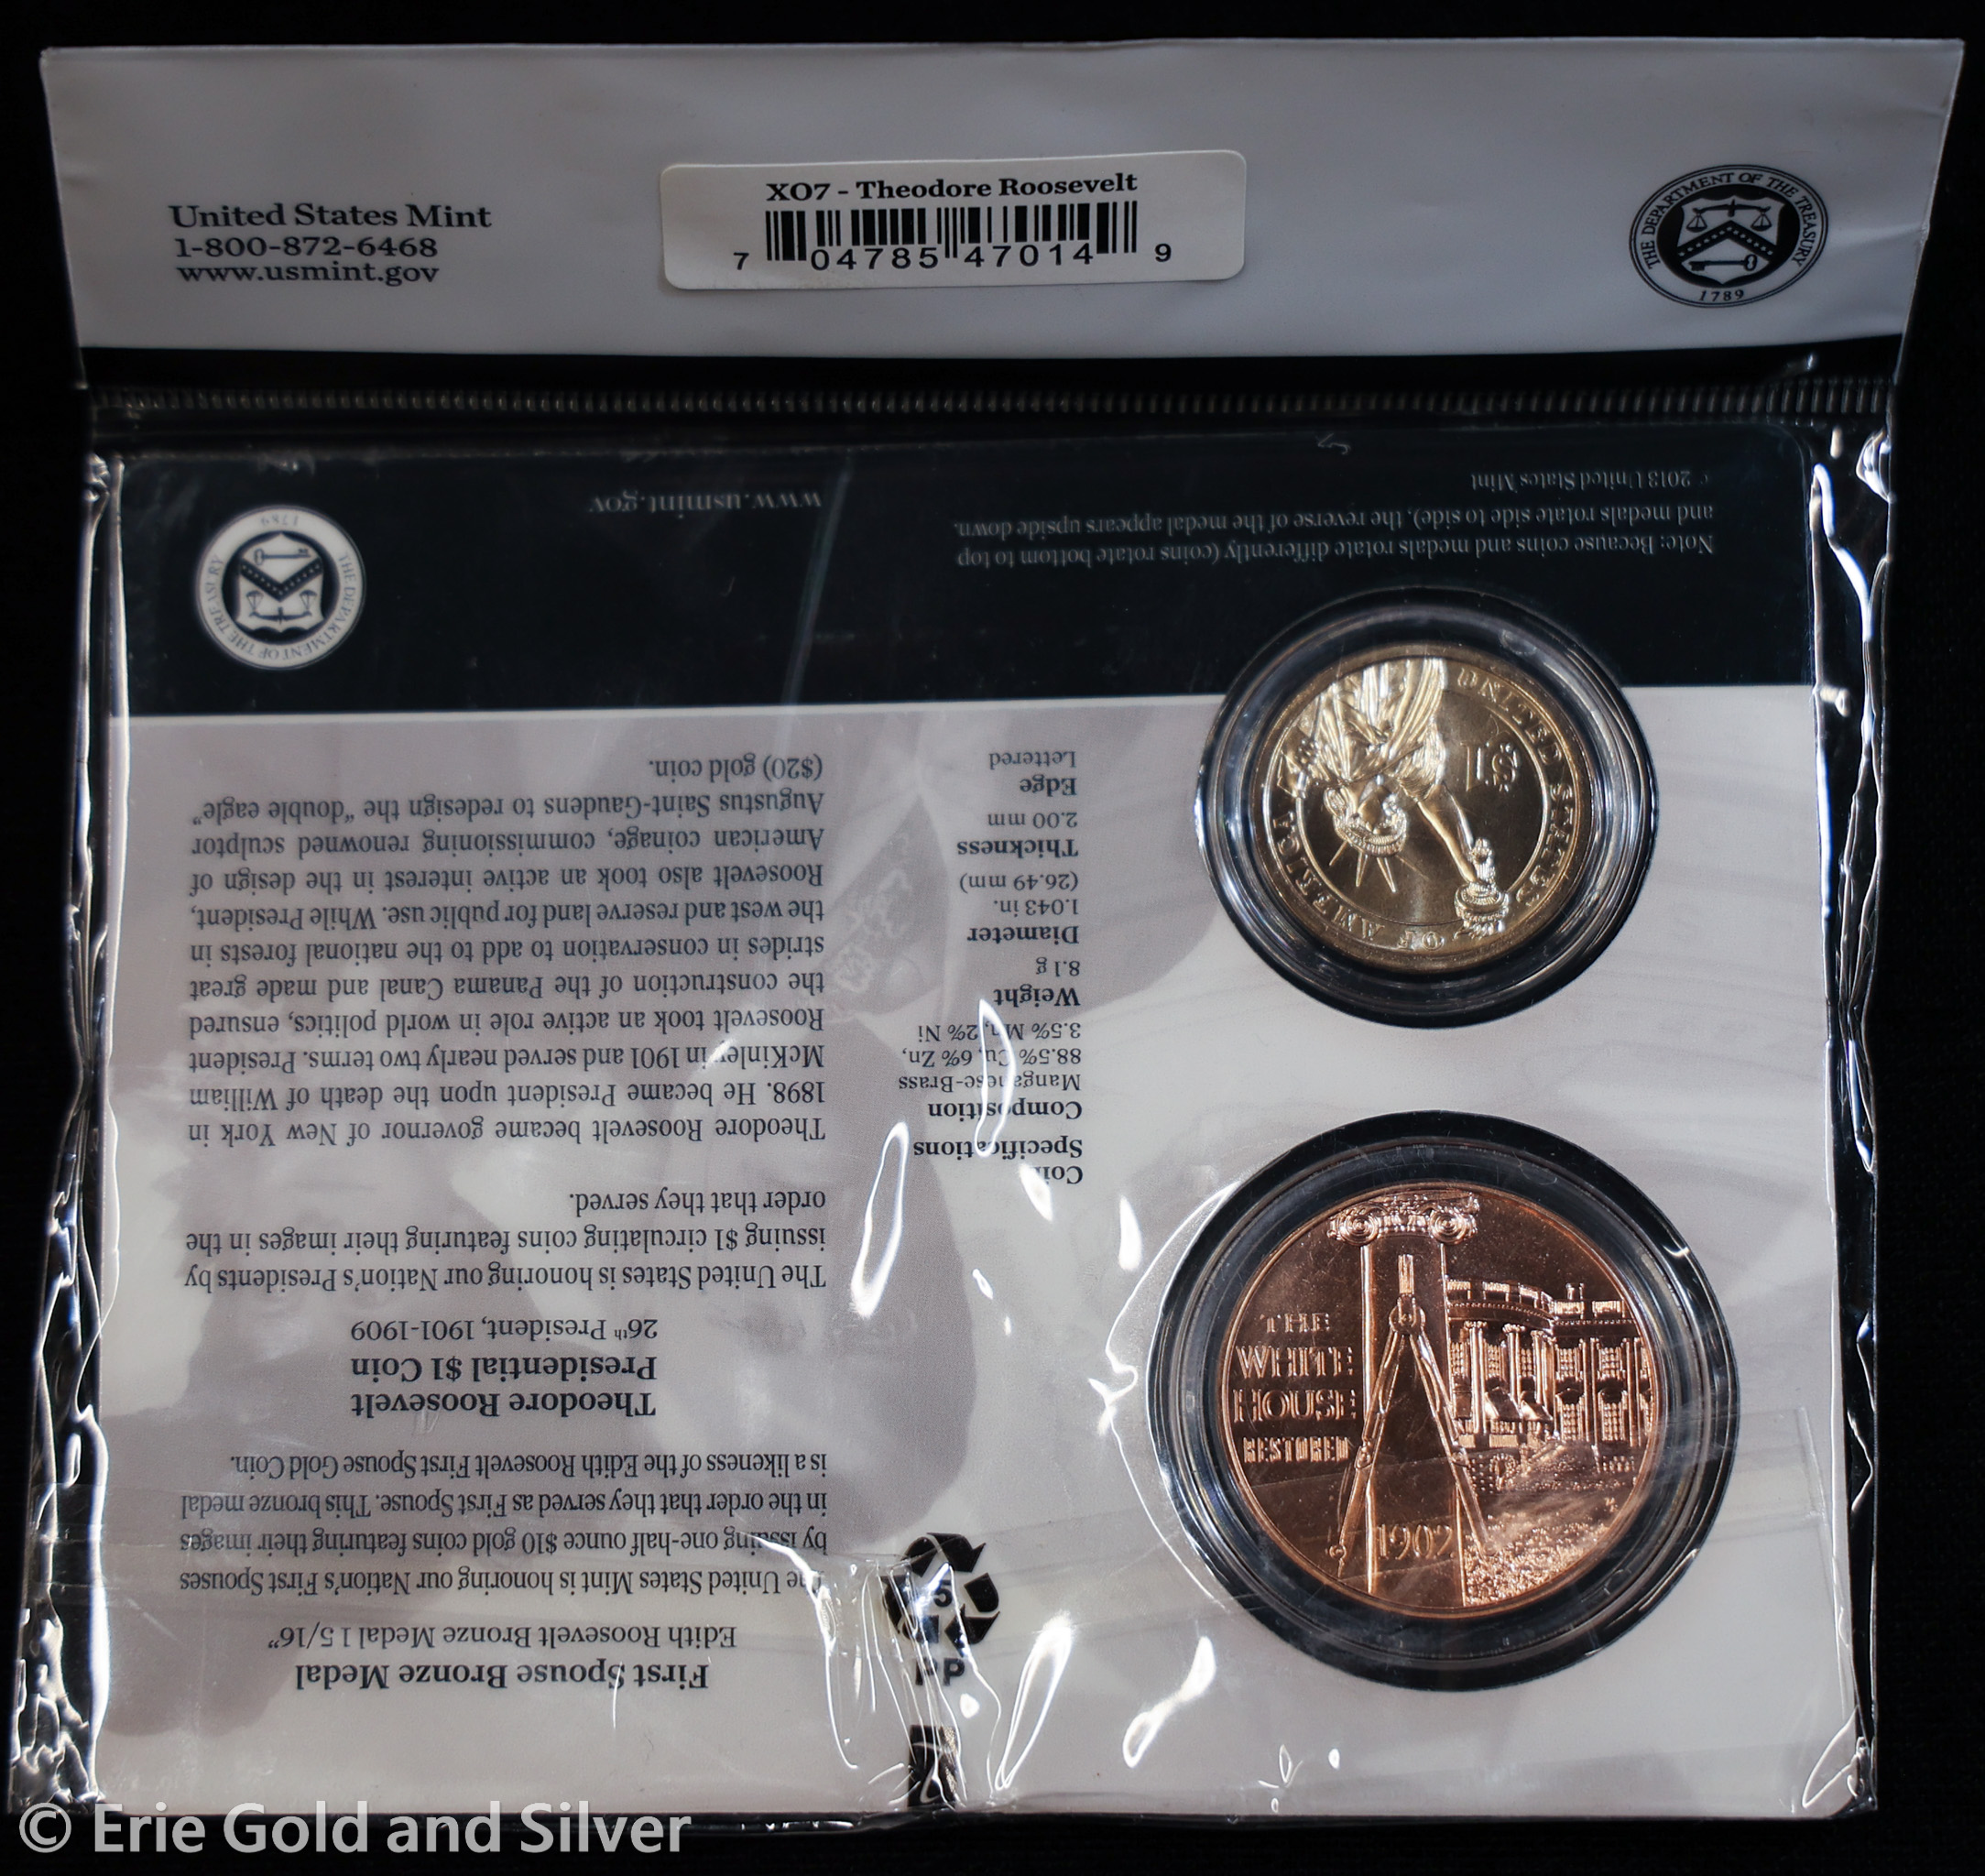 United States Mint
1-800-872-6468
www.usmint.gov
XO7 - Theodore Roosevelt
7 04785 47014 9
THE DEPARTMENT OF THE TREASURY
1789
First Spouse Bronze Medal
Edith Roosevelt Bronze Medal 1 5/16"
The United States Mint is honoring our Nation's First Spouses
by issuing one-half ounce $10 gold coins featuring their images
in the order that they served as First Spouse. This bronze medal
is a likeness of the Edith Roosevelt First Spouse Gold Coin.
Theodore Roosevelt
Presidential $1 Coin
26th President, 1901-1909
The United States is honoring our Nation's Presidents by
issuing $1 circulating coins featuring their images in the
order that they served.
Theodore Roosevelt became governor of New York in
1898. He became President upon the death of William
McKinley in 1901 and served nearly two terms. President
Roosevelt took an active role in world politics, ensured
the construction of the Panama Canal and made great
strides in conservation to add to the national forests in
the west and reserve land for public use. While President,
Roosevelt also took an active interest in the design of
American coinage, commissioning renowned sculptor
Augustus Saint-Gaudens to redesign the "double eagle"
($20) gold coin.
5
PP
Coin
Specifications
Composition
Manganese-Brass
88.5% Cu, 6% Zn,
3.5% Mn, 2% Ni
Weight
8.1 g
Diameter
1.043 in.
(26.49 mm)
Thickness
2.00 mm
Edge
Lettered
THE
WHITE
HOUSE
RESTORED
1902
UNITED STATES OF AMERICA
$1
Note: Because coins and medals rotate differently (coins rotate bottom to top
and medals rotate side to side), the reverse of the medal appears upside down.
© 2013 United States Mint
www.usmint.gov
THE DEPARTMENT OF THE TREASURY
1789
© Erie Gold and Silver